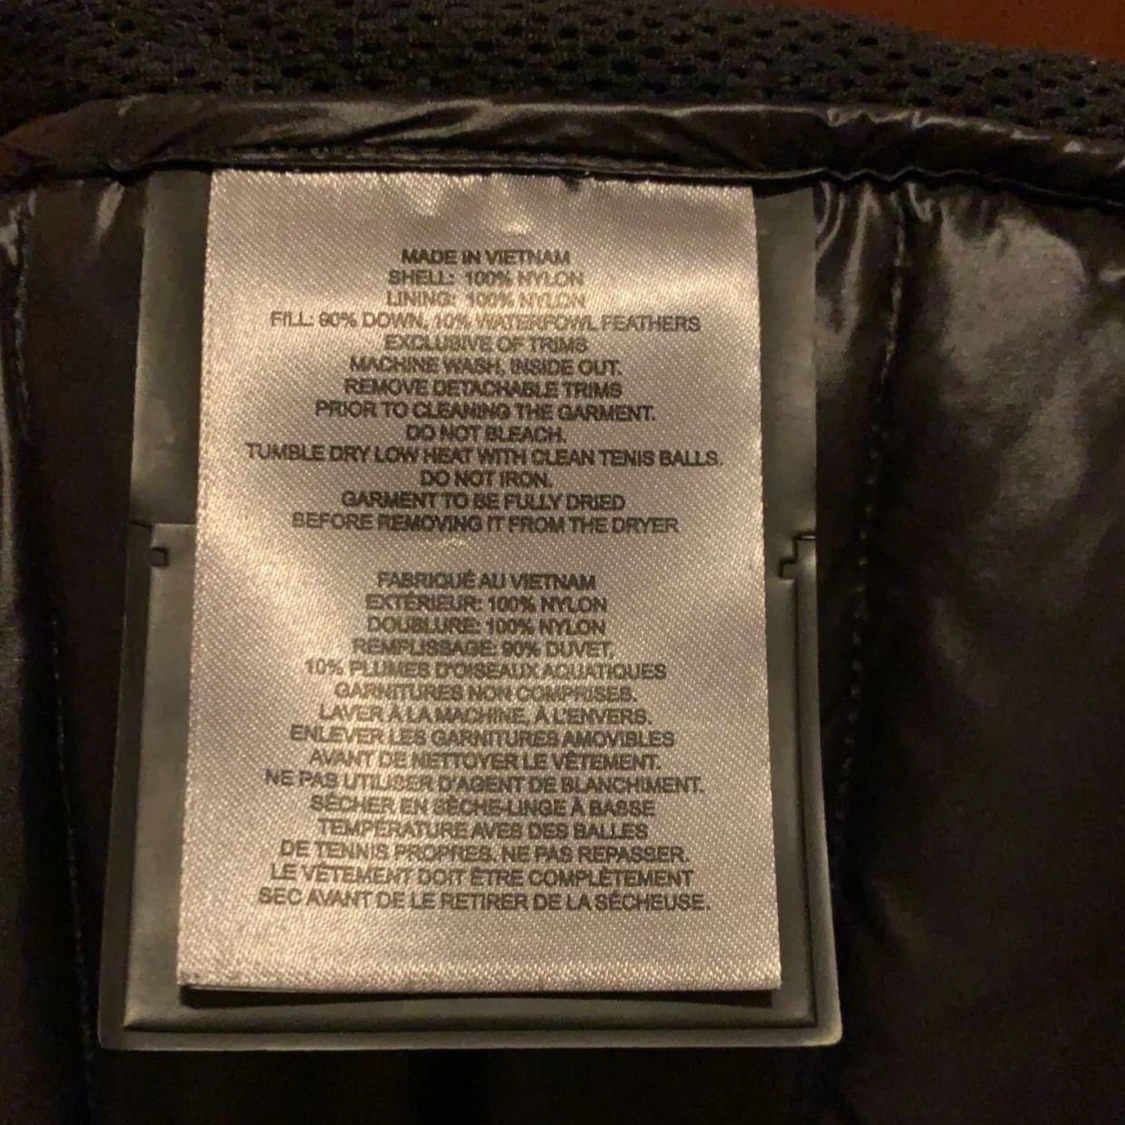 MADE IN VIETNAM
SHELL: 100% NYLON
LINING: 100% NYLON
FILL: 90% DOWN, 10% WATERFOWL FEATHERS
EXCLUSIVE OF TRIMS
MACHINE WASH, INSIDE OUT.
REMOVE DETACHABLE TRIMS
PRIOR TO CLEANING THE GARMENT.
DO NOT BLEACH.
TUMBLE DRY LOW HEAT WITH CLEAN TENIS BALLS.
DO NOT IRON.
GARMENT TO BE FULLY DRIED
BEFORE REMOVING IT FROM THE DRYER
FABRIQUÉ AU VIETNAM
EXTÉRIEUR: 100% NYLON
DOUBLURE: 100% NYLON
REMPLISSAGE: 90% DUVET,
10% PLUMES D'OISEAUX AQUATIQUES
GARNITURES NON COMPRISES.
LAVER À LA MACHINE, À L'ENVERS.
ENLEVER LES GARNITURES AMOVIBLES
AVANT DE NETTOYER LE VÊTEMENT.
NE PAS UTILISER D'AGENT DE BLANCHIMENT.
SÉCHER EN SÈCHE-LINGE À BASSE
TEMPÉRATURE AVES DES BALLES
DE TENNIS PROPRES. NE PAS REPASSER.
LE VÊTEMENT DOIT ÊTRE COMPLÈTEMENT
SEC AVANT DE LE RETIRER DE LA SÉCHEUSE.